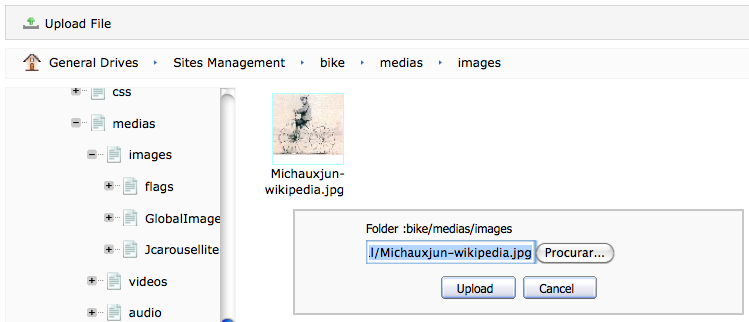 Upload File
General Drives Sites Management bike medias images
css
medias
images
flags
GlobalImage
Jcarousellite
videos
audio
Michauxjun-
wikipedia.jpg
Folder :bike/medias/images
l/Michauxjun-wikipedia.jpg Procurar...
Upload Cancel